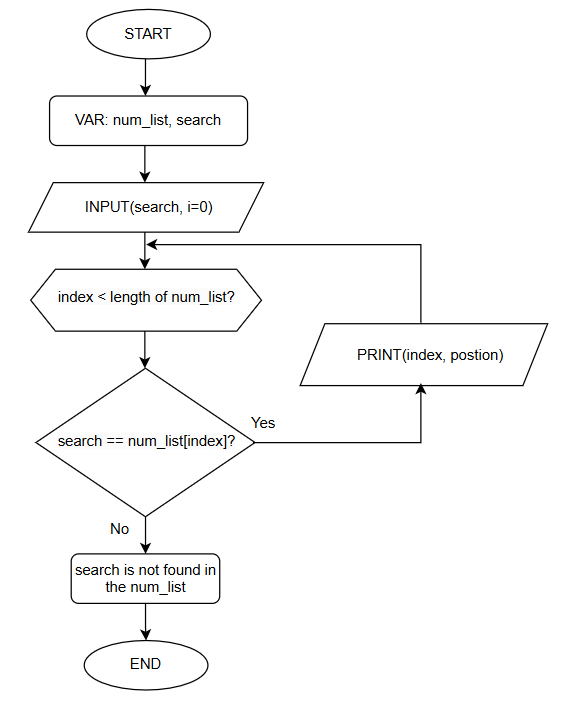 START
VAR: num_list, search
INPUT(search, i=0)
index < length of num_list?
PRINT(index, postion)
Yes
search == num_list[index]?
No
search is not found in
the num_list
END